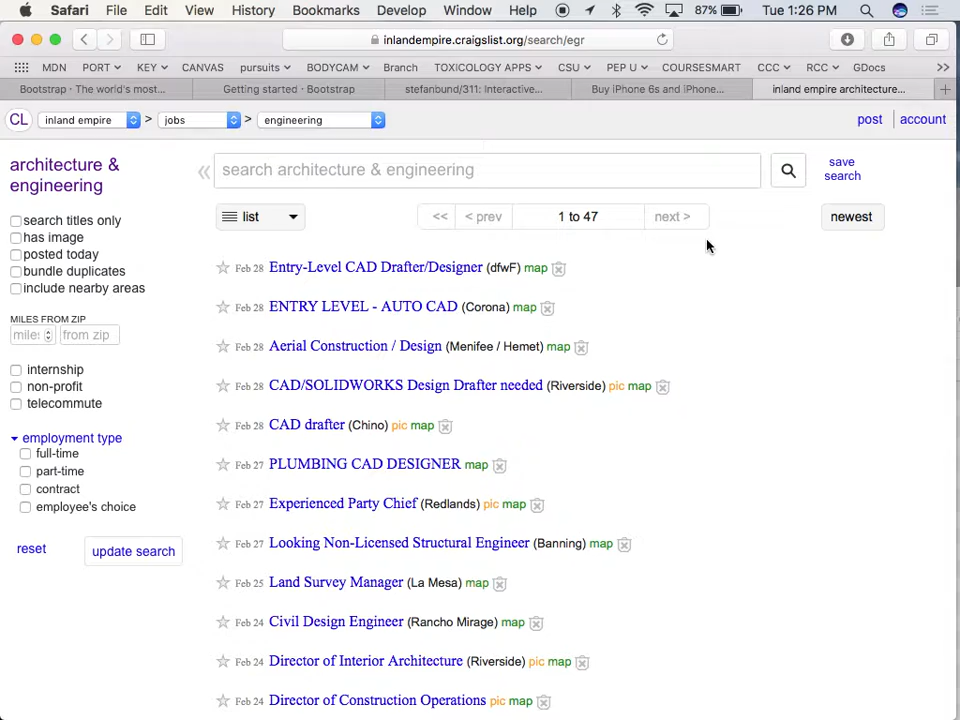 Safari File Edit View History Bookmarks Develop Window Help 87% Tue 1:26 PM
inlandempire.craigslist.org/search/egr
MDN PORT KEY CANVAS pursuits BODYCAM Branch TOXICOLOGY APPS CSU PEP U COURSESMART CCC RCC GDocs >>
Bootstrap · The world's most... Getting started · Bootstrap stefanbund/311: Interactive... Buy iPhone 6s and iPhone... inland empire architecture... +
CL inland empire > jobs > engineering post account
architecture & engineering
« search architecture & engineering save search
list << < prev 1 to 47 next > newest
search titles only
has image
posted today
bundle duplicates
include nearby areas
MILES FROM ZIP
miles from zip
internship
non-profit
telecommute
employment type
full-time
part-time
contract
employee's choice
reset update search
Feb 28 Entry-Level CAD Drafter/Designer (dfwF) map
Feb 28 ENTRY LEVEL - AUTO CAD (Corona) map
Feb 28 Aerial Construction / Design (Menifee / Hemet) map
Feb 28 CAD/SOLIDWORKS Design Drafter needed (Riverside) pic map
Feb 28 CAD drafter (Chino) pic map
Feb 27 PLUMBING CAD DESIGNER map
Feb 27 Experienced Party Chief (Redlands) pic map
Feb 27 Looking Non-Licensed Structural Engineer (Banning) map
Feb 25 Land Survey Manager (La Mesa) map
Feb 24 Civil Design Engineer (Rancho Mirage) map
Feb 24 Director of Interior Architecture (Riverside) pic map
Feb 24 Director of Construction Operations pic map